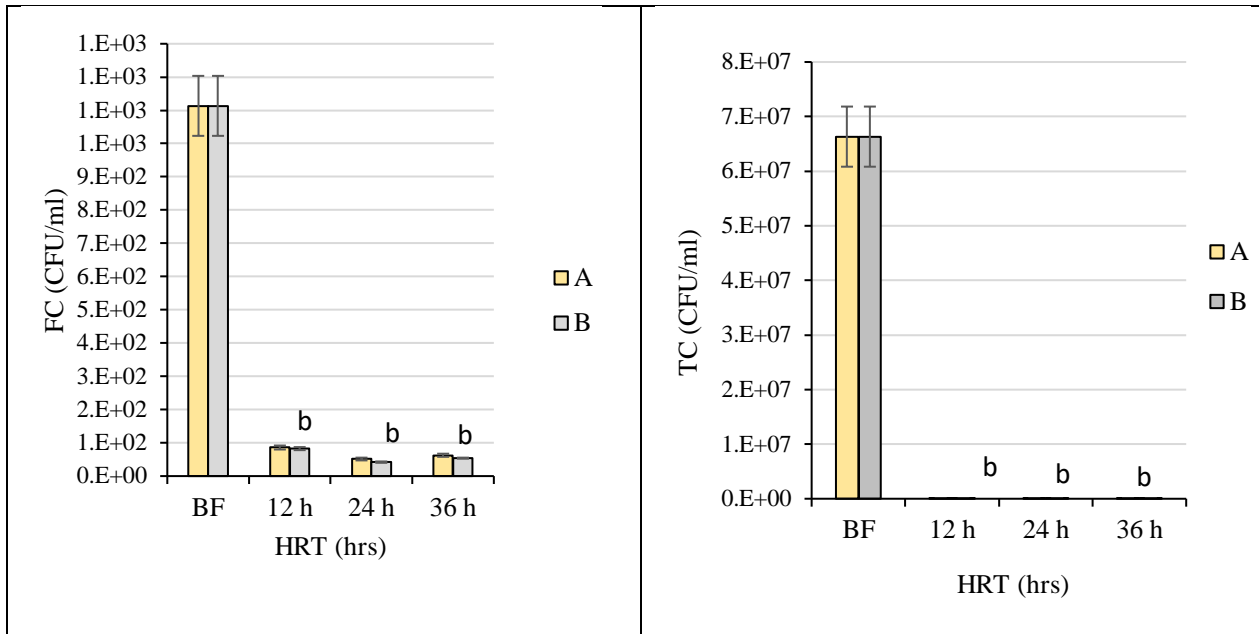 FC (CFU/ml)
1.E+03
1.E+03
1.E+03
1.E+03
9.E+02
8.E+02
7.E+02
6.E+02
5.E+02
4.E+02
3.E+02
2.E+02
1.E+02
0.E+00
b b b
BF 12 h 24 h 36 h
HRT (hrs)
A
B
TC (CFU/ml)
8.E+07
7.E+07
6.E+07
5.E+07
4.E+07
3.E+07
2.E+07
1.E+07
0.E+00
b b b
BF 12 h 24 h 36 h
HRT (hrs)
A
B